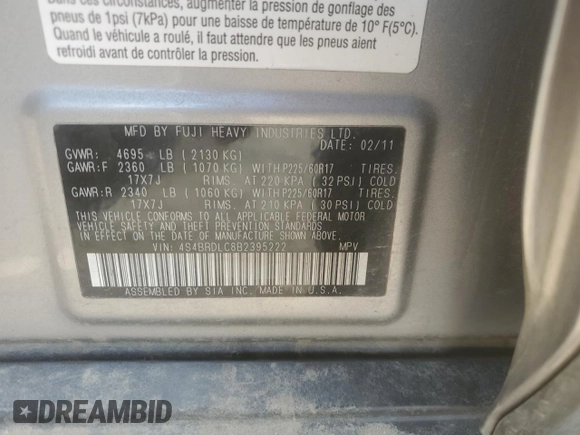 Dans ces circonstances, augmenter la pression de gonflage des
pneus de 1psi (7kPa) pour une baisse de température de 10° F(5°C).
Quand le véhicule a roulé, il faut attendre que les pneus aient
refroidi avant de contrôler la pression.
MFD BY FUJI HEAVY INDUSTRIES LTD.
DATE: 02/11
GVWR: 4695 LB ( 2130 KG)
GAWR:F 2360 LB ( 1070 KG) WITH P225/60R17 TIRES.
17X7J RIMS. AT 220 KPA ( 32 PSI) COLD
GAWR:R 2340 LB ( 1060 KG) WITH P225/60R17 TIRES.
17X7J RIMS. AT 210 KPA ( 30 PSI) COLD
THIS VEHICLE CONFORMS TO ALL APPLICABLE FEDERAL MOTOR
VEHICLE SAFETY AND THEFT PREVENTION STANDARDS IN EFFECT
ON THE DATE OF MANUFACTURE SHOWN ABOVE.
VIN: 4S4BRDLC8B2395222 MPV
ASSEMBLED BY SIA INC. MADE IN U.S.A.
DREAMBID